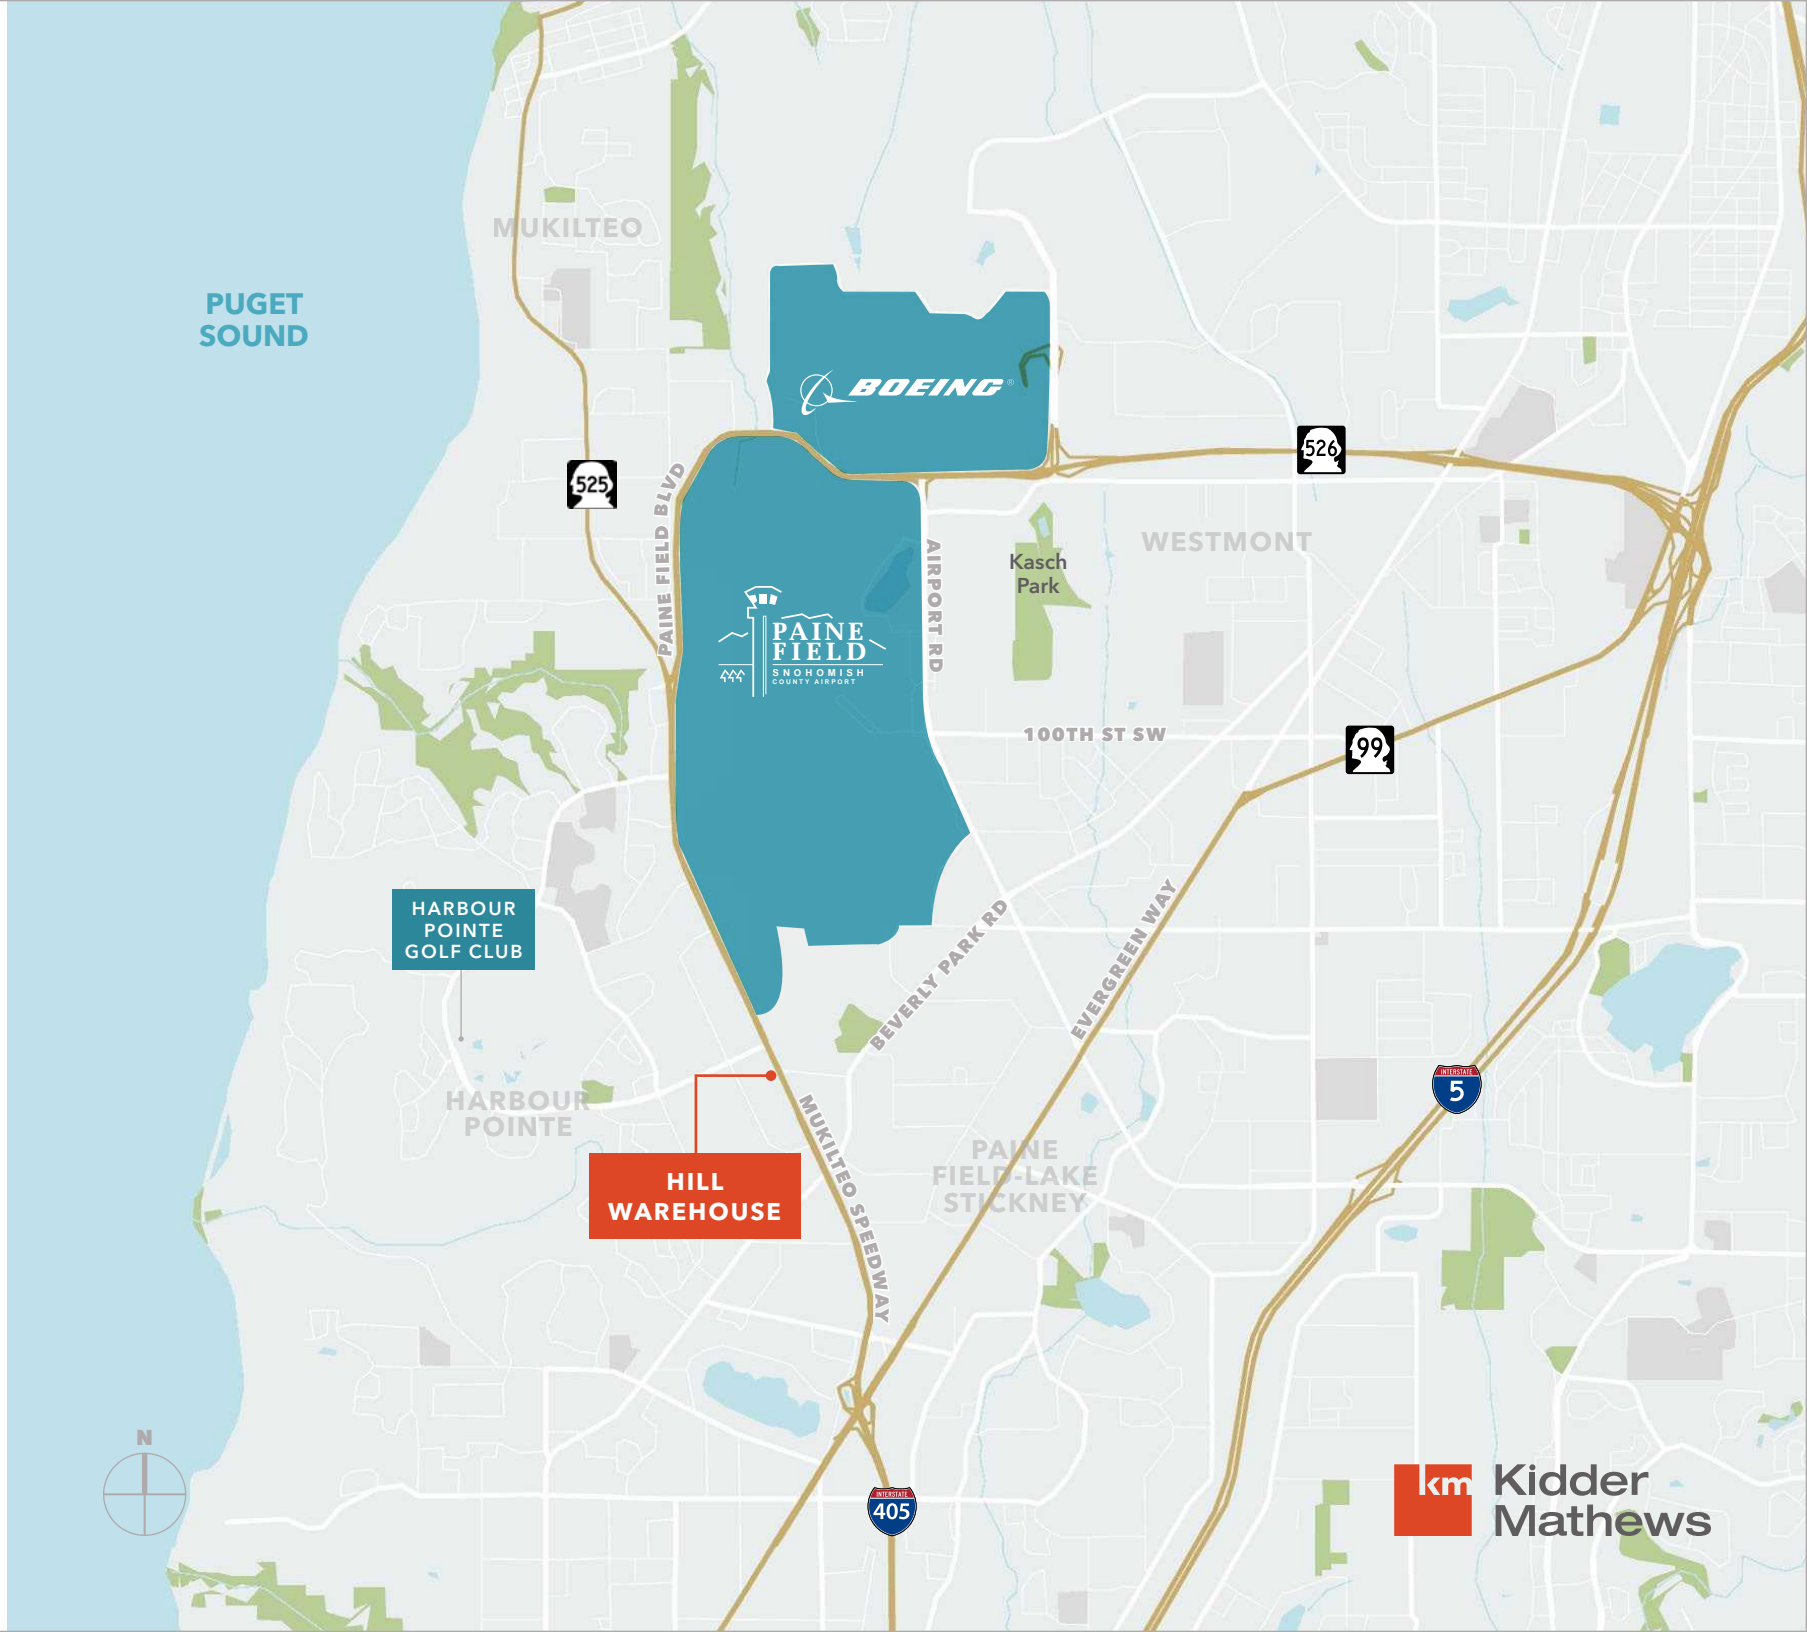 MUKILTEO
PUGET
SOUND
BOEING®
526
525
PAINE FIELD BLVD
AIRPORT RD
WESTMONT
Kasch
Park
PAINE
FIELD
SNOHOMISH
COUNTY AIRPORT
100TH ST SW
99
HARBOUR
POINTE
GOLF CLUB
BEVERLY PARK RD
EVERGREEN WAY
INTERSTATE
5
HARBOUR
POINTE
MUKILTEO SPEEDWAY
PAINE
FIELD-LAKE
STICKNEY
HILL
WAREHOUSE
N
INTERSTATE
405
km
Kidder
Mathews